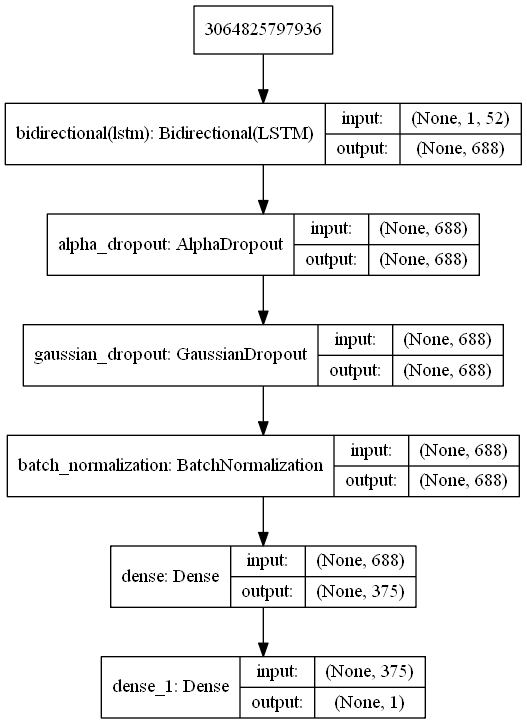 3064825797936
bidirectional(lstm): Bidirectional(LSTM)
input: (None, 1, 52)
output: (None, 688)
alpha_dropout: AlphaDropout
input: (None, 688)
output: (None, 688)
gaussian_dropout: GaussianDropout
input: (None, 688)
output: (None, 688)
batch_normalization: BatchNormalization
input: (None, 688)
output: (None, 688)
dense: Dense
input: (None, 688)
output: (None, 375)
dense_1: Dense
input: (None, 375)
output: (None, 1)